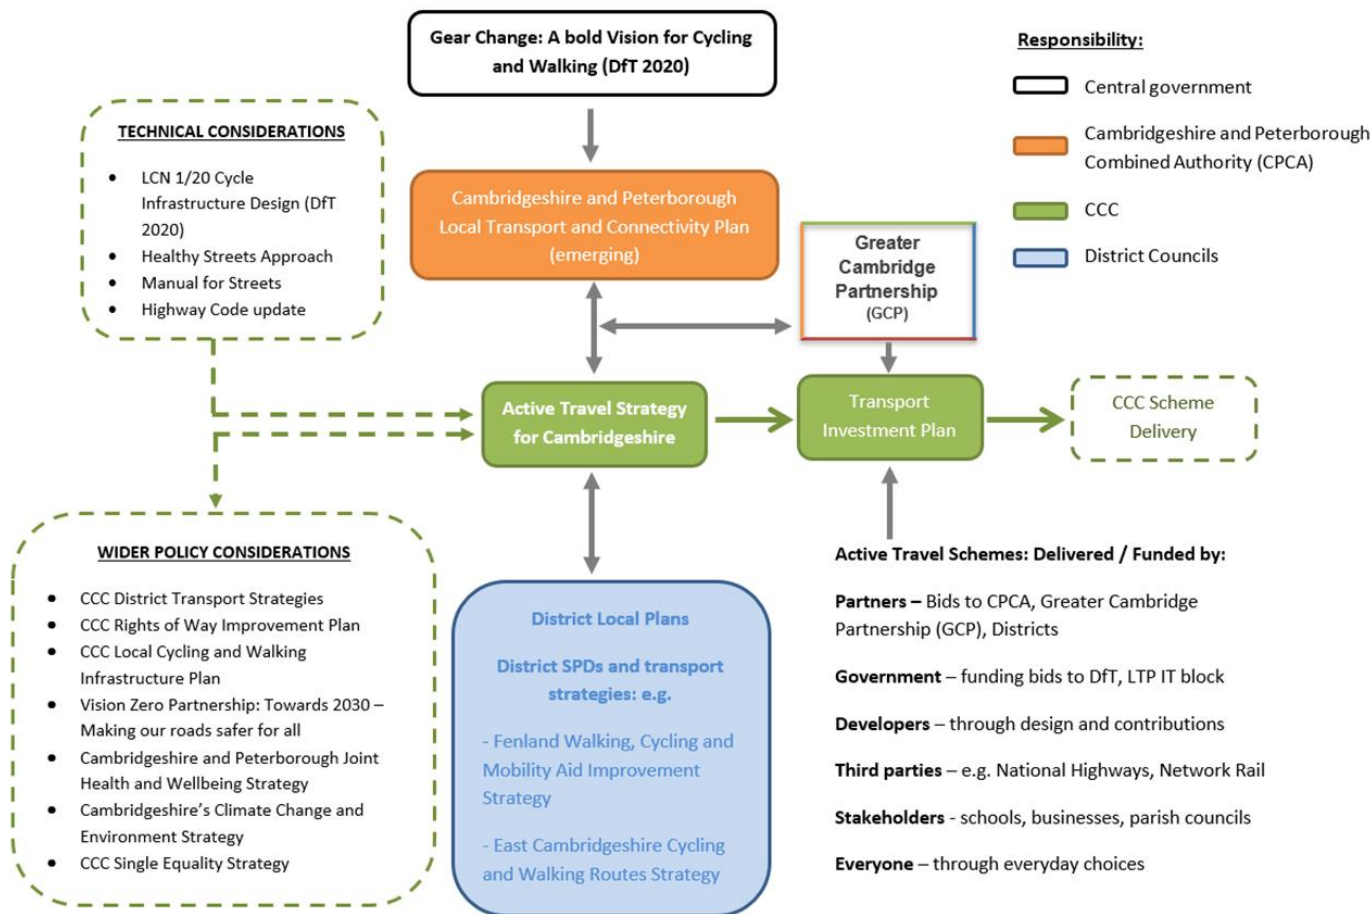 Gear Change: A bold Vision for Cycling
and Walking (DfT 2020)
Responsibility:
Central government
Cambridgeshire and Peterborough
Combined Authority (CPCA)
CCC
District Councils
TECHNICAL CONSIDERATIONS
• LCN 1/20 Cycle
Infrastructure Design (DfT
2020)
• Healthy Streets Approach
• Manual for Streets
• Highway Code update
Cambridgeshire and Peterborough
Local Transport and Connectivity Plan
(emerging)
Greater
Cambridge
Partnership
(GCP)
Active Travel Strategy
for Cambridgeshire
Transport
Investment Plan
CCC Scheme
Delivery
WIDER POLICY CONSIDERATIONS
• CCC District Transport Strategies
• CCC Rights of Way Improvement Plan
• CCC Local Cycling and Walking
Infrastructure Plan
• Vision Zero Partnership: Towards 2030 –
Making our roads safer for all
• Cambridgeshire and Peterborough Joint
Health and Wellbeing Strategy
• Cambridgeshire’s Climate Change and
Environment Strategy
• CCC Single Equality Strategy
District Local Plans
District SPDs and transport
strategies: e.g.
- Fenland Walking, Cycling and
Mobility Aid Improvement
Strategy
- East Cambridgeshire Cycling
and Walking Routes Strategy
Active Travel Schemes: Delivered / Funded by:
Partners – Bids to CPCA, Greater Cambridge
Partnership (GCP), Districts
Government – funding bids to DfT, LTP IT block
Developers – through design and contributions
Third parties – e.g. National Highways, Network Rail
Stakeholders - schools, businesses, parish councils
Everyone – through everyday choices